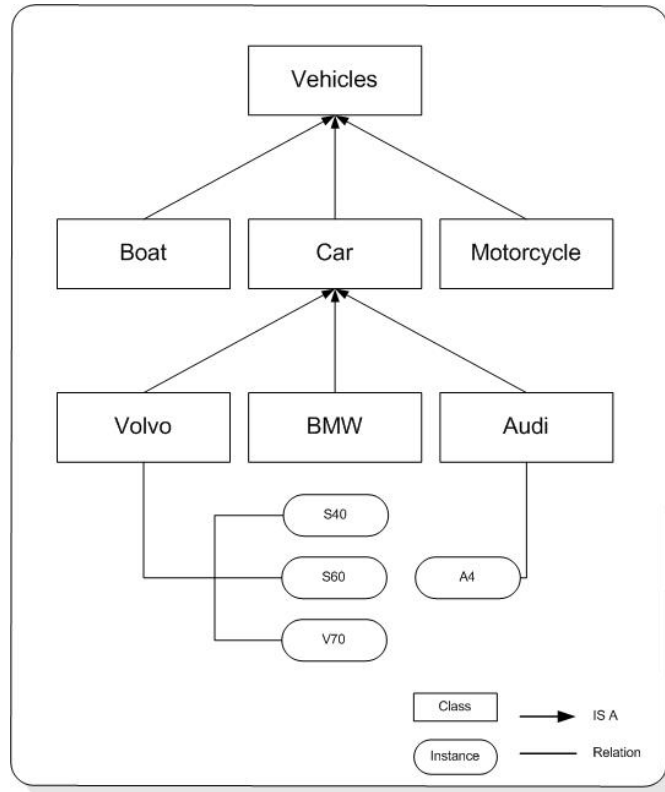 Vehicles
Boat
Car
Motorcycle
Volvo
BMW
Audi
S40
S60
A4
V70
Class
IS A
Instance
Relation